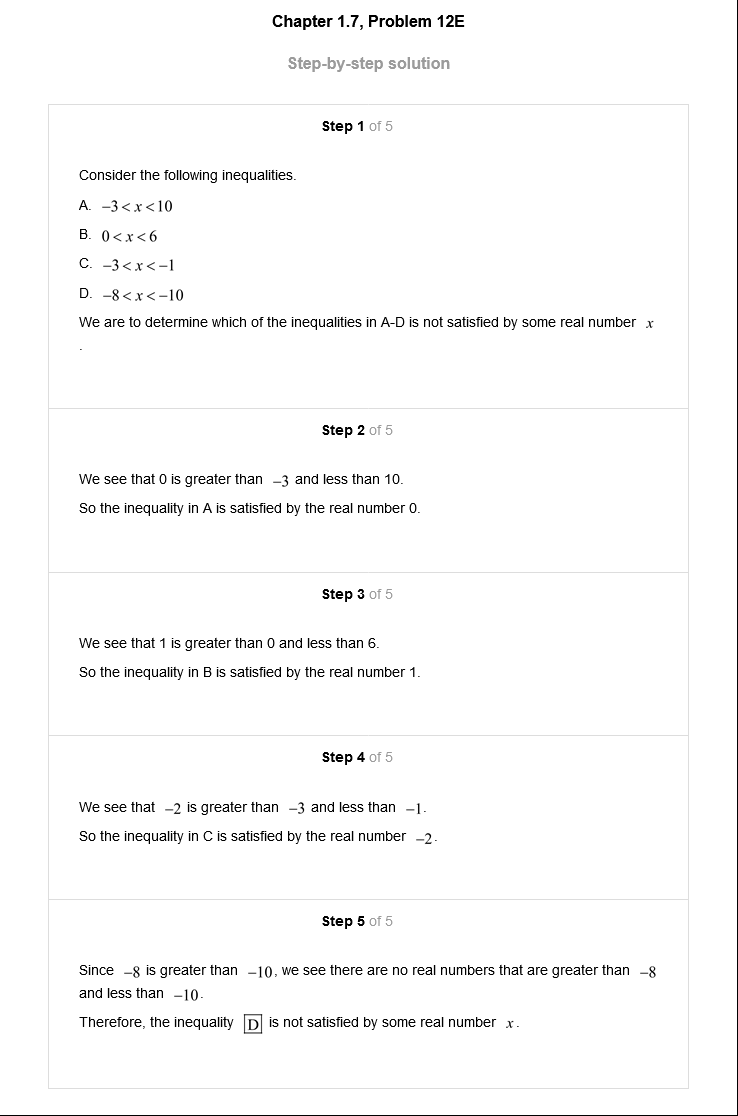 Chapter 1.7, Problem 12E
Step-by-step solution
Step 1 of 5
Consider the following inequalities.
A. −3 < x < 10
B. 0 < x < 6
C. −3 < x < −1
D. −8 < x < −10
We are to determine which of the inequalities in A-D is not satisfied by some real number x
.
Step 2 of 5
We see that 0 is greater than −3 and less than 10.
So the inequality in A is satisfied by the real number 0.
Step 3 of 5
We see that 1 is greater than 0 and less than 6.
So the inequality in B is satisfied by the real number 1.
Step 4 of 5
We see that −2 is greater than −3 and less than −1.
So the inequality in C is satisfied by the real number −2.
Step 5 of 5
Since −8 is greater than −10, we see there are no real numbers that are greater than −8
and less than −10.
Therefore, the inequality D is not satisfied by some real number x.